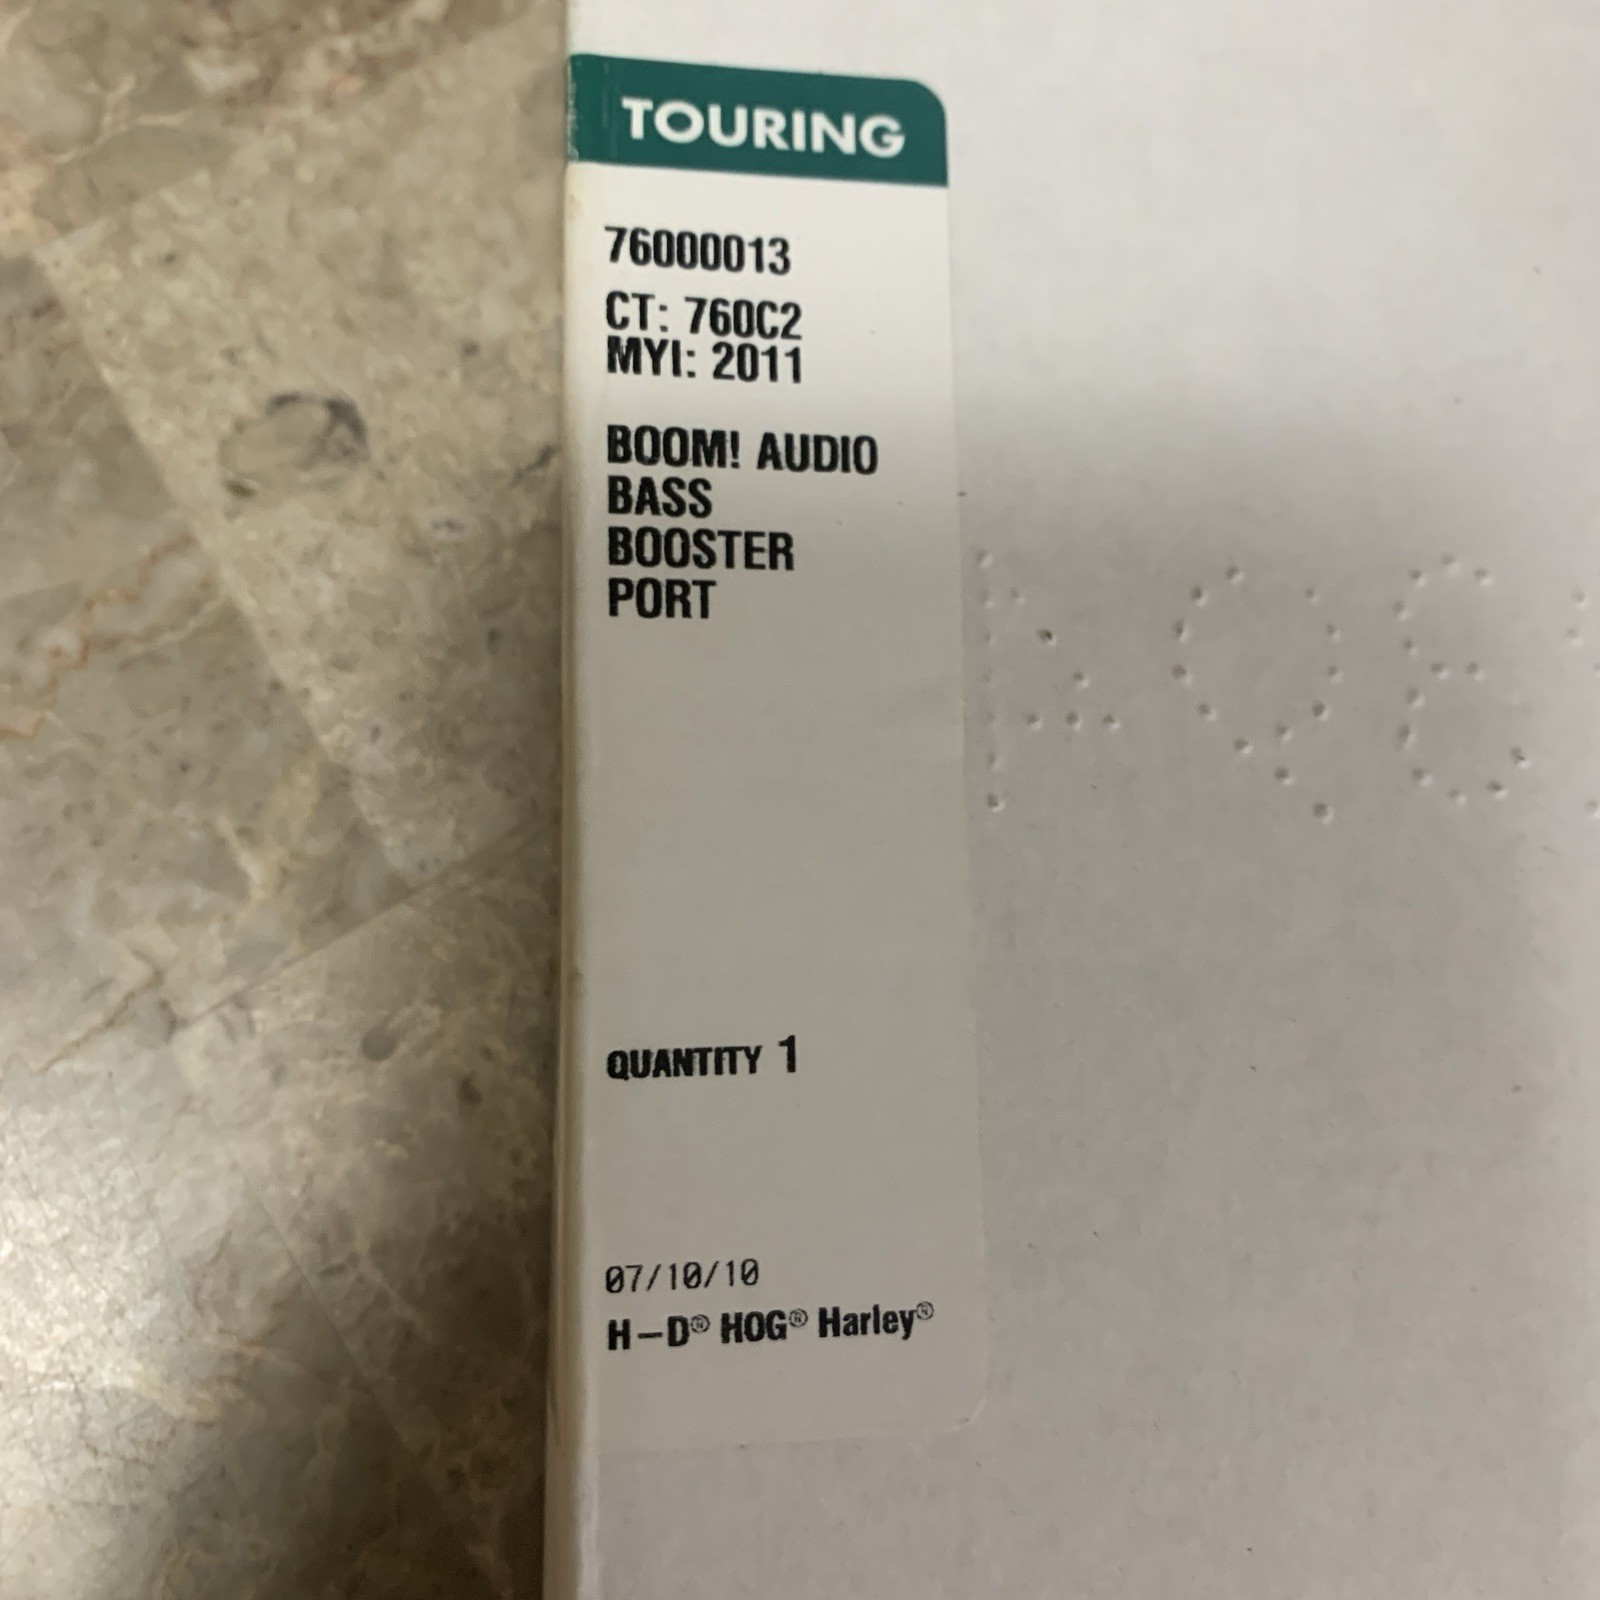 TOURING
76000013
CT: 760C2
MYI: 2011
BOOM! AUDIO
BASS
BOOSTER
PORT
QUANTITY 1
07/10/10
H-D® HOG® Harley®